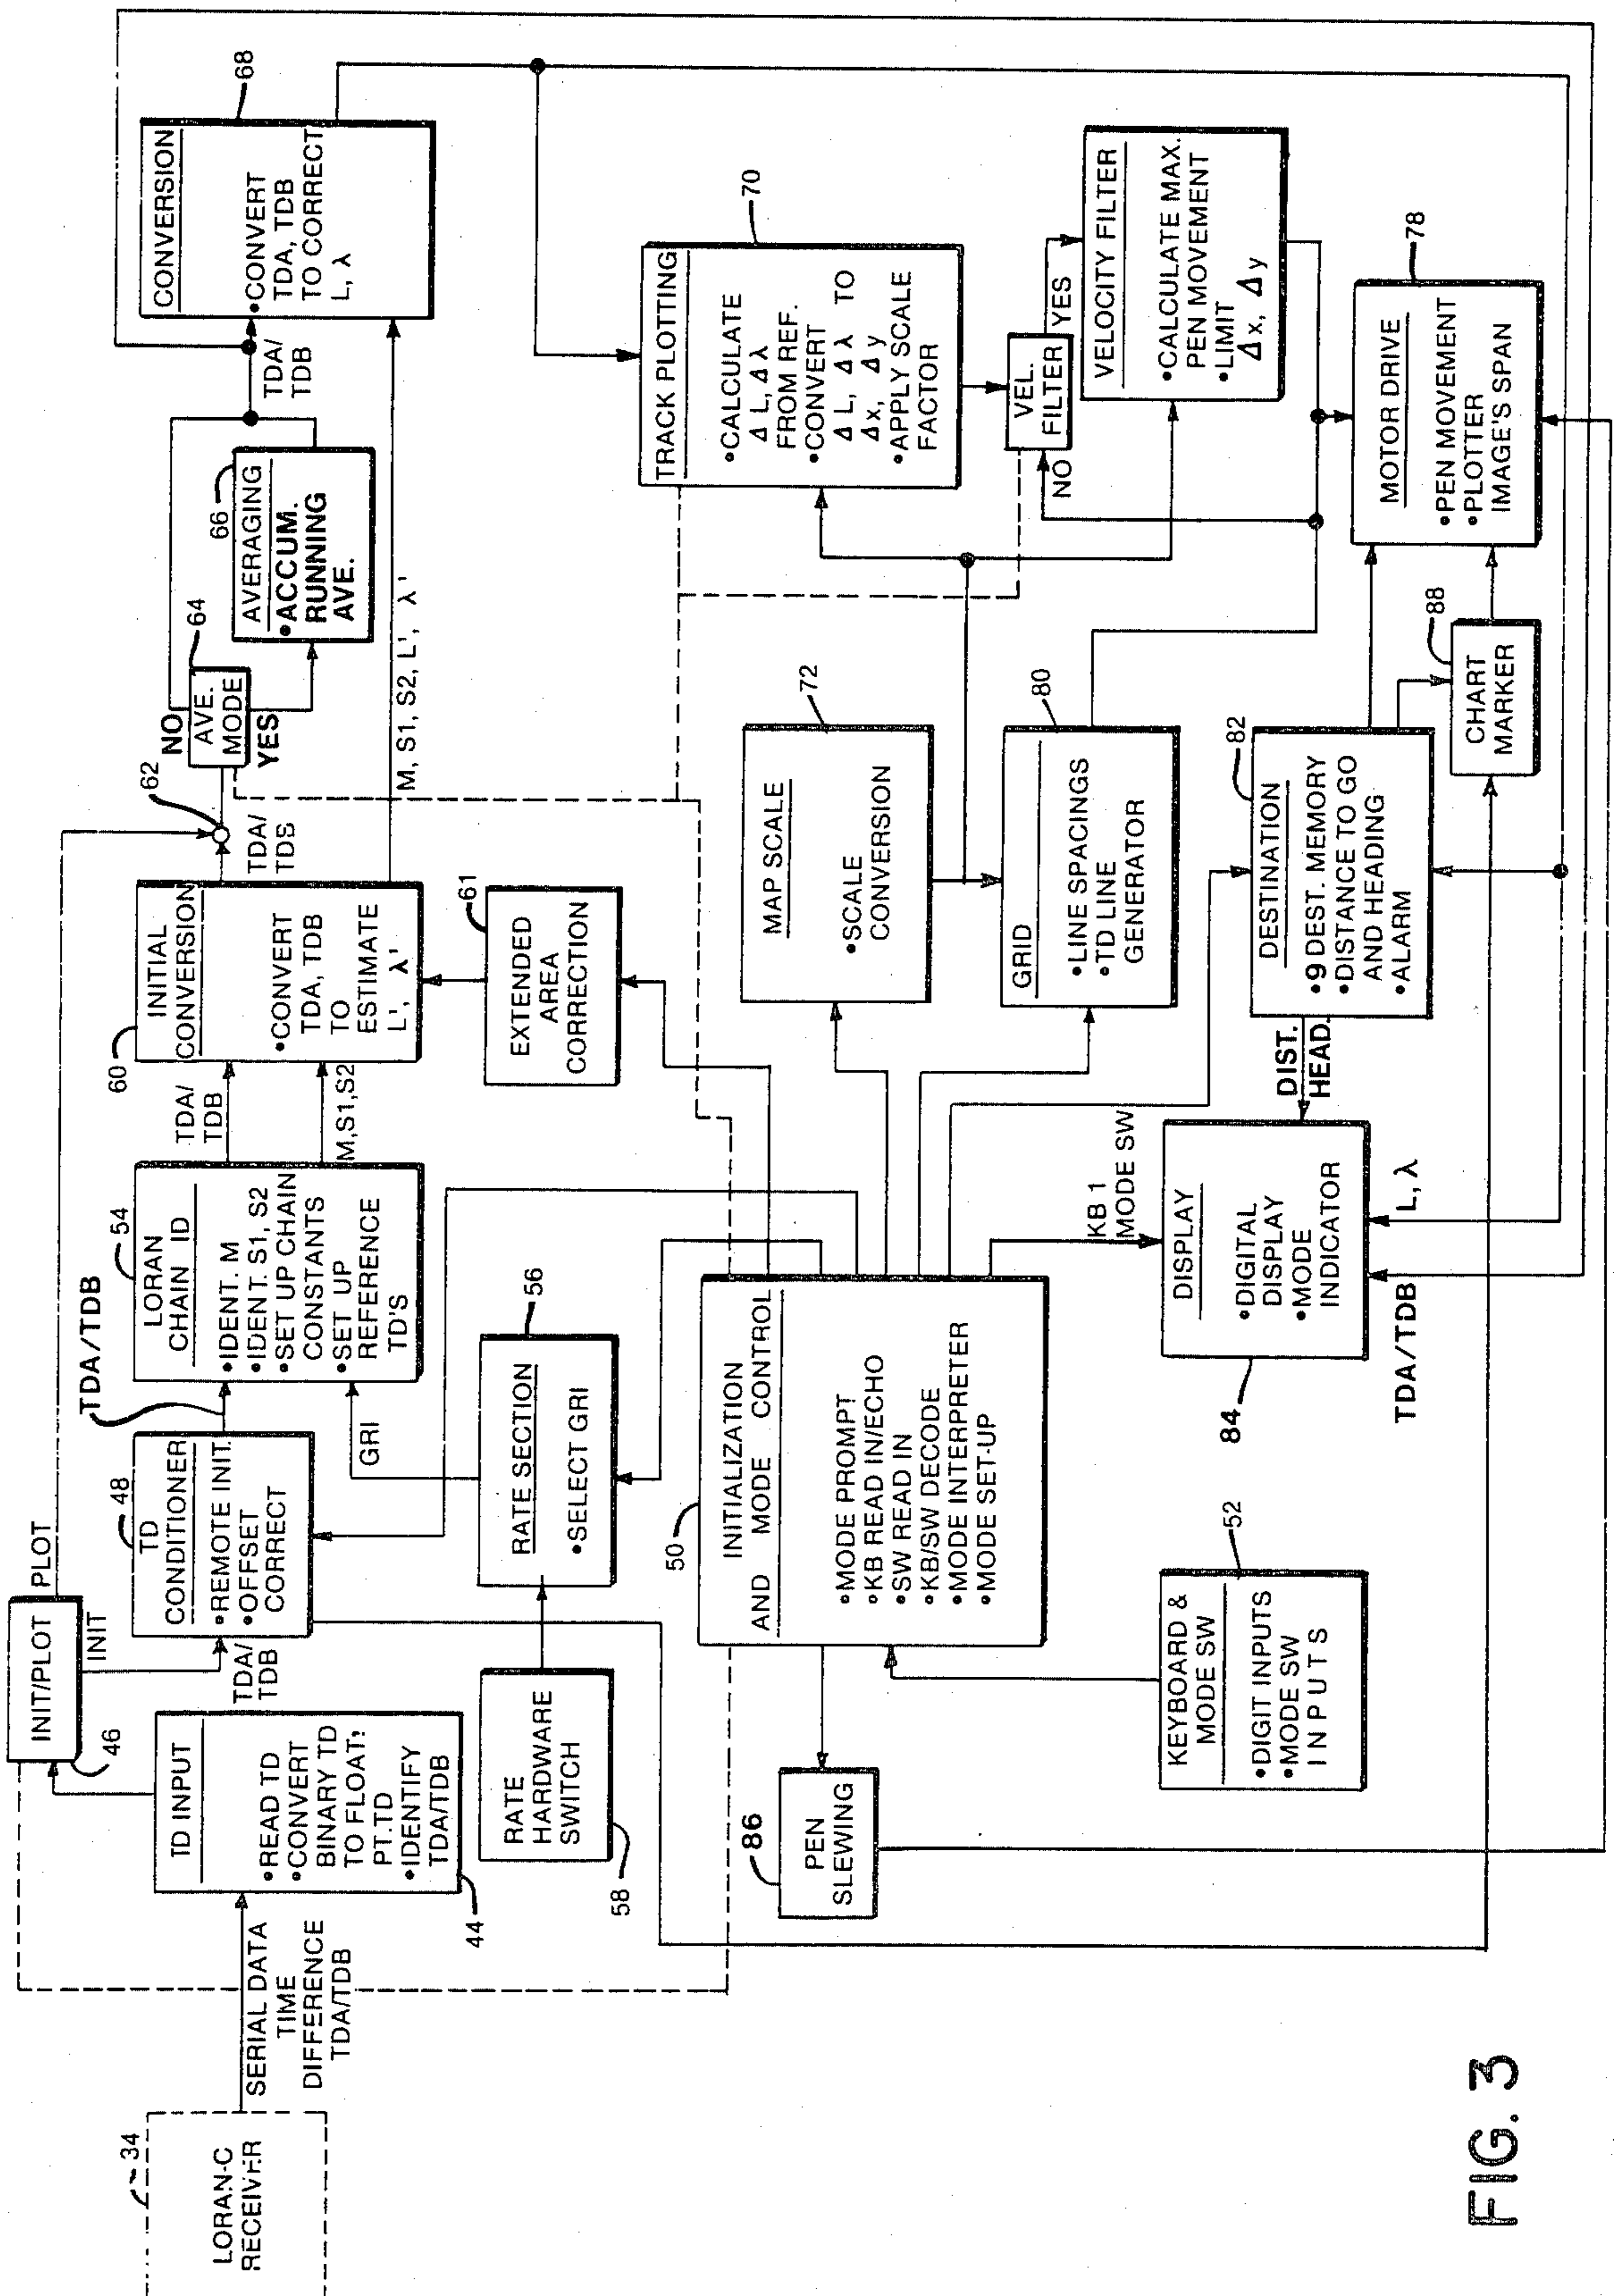 34
LORAN-C
RECEIVER
SERIAL DATA
TIME
DIFFERENCE
TDA/TDB
44
TD INPUT
•READ TD
•CONVERT
BINARY TD
TO FLOAT.
PT.TD
•IDENTIFY
TDA/TDB
46
INIT/PLOT
PLOT
INIT
TDA/
TDB
48
TD
CONDITIONER
•REMOTE INIT.
•OFFSET
CORRECT
TDA/TDB
54
LORAN
CHAIN ID
•IDENT. M
•IDENT. S1, S2
•SET UP CHAIN
CONSTANTS
•SET UP
REFERENCE
TD'S
TDA/
TDB
M,S1,S2
60
INITIAL
CONVERSION
•CONVERT
TDA, TDB
TO
ESTIMATE
L', λ'
TDA/
TDS
62
NO
AVE.
MODE
64
YES
66
AVERAGING
•ACCUM.
RUNNING
AVE.
TDA/
TDB
M, S1, S2, L', λ'
68
CONVERSION
•CONVERT
TDA, TDB
TO CORRECT
L, λ
58
RATE
HARDWARE
SWITCH
56
RATE SECTION
•SELECT GRI
GRI
61
EXTENDED
AREA
CORRECTION
70
TRACK PLOTTING
•CALCULATE
Δ L, Δ λ
FROM REF.
•CONVERT
Δ L, Δ λ TO
Δx, Δ y
•APPLY SCALE
FACTOR
86
PEN
SLEWING
50
INITIALIZATION
AND MODE CONTROL
•MODE PROMPT
•KB READ IN/ECHO
•SW READ IN
•KB/SW DECODE
•MODE INTERPRETER
•MODE SET-UP
72
MAP SCALE
•SCALE
CONVERSION
80
GRID
•LINE SPACINGS
•TD LINE
GENERATOR
VEL.
FILTER
NO
YES
VELOCITY FILTER
•CALCULATE MAX.
PEN MOVEMENT
•LIMIT
Δ x, Δ y
52
KEYBOARD &
MODE SW
•DIGIT INPUTS
•MODE SW
INPUTS
KB 1
MODE SW
84
DISPLAY
•DIGITAL
DISPLAY
•MODE
INDICATOR
TDA/TDB
L, λ
DIST.
HEAD.
82
DESTINATION
•9 DEST. MEMORY
•DISTANCE TO GO
AND HEADING
•ALARM
88
CHART
MARKER
78
MOTOR DRIVE
•PEN MOVEMENT
•PLOTTER
IMAGE'S SPAN
FIG. 3